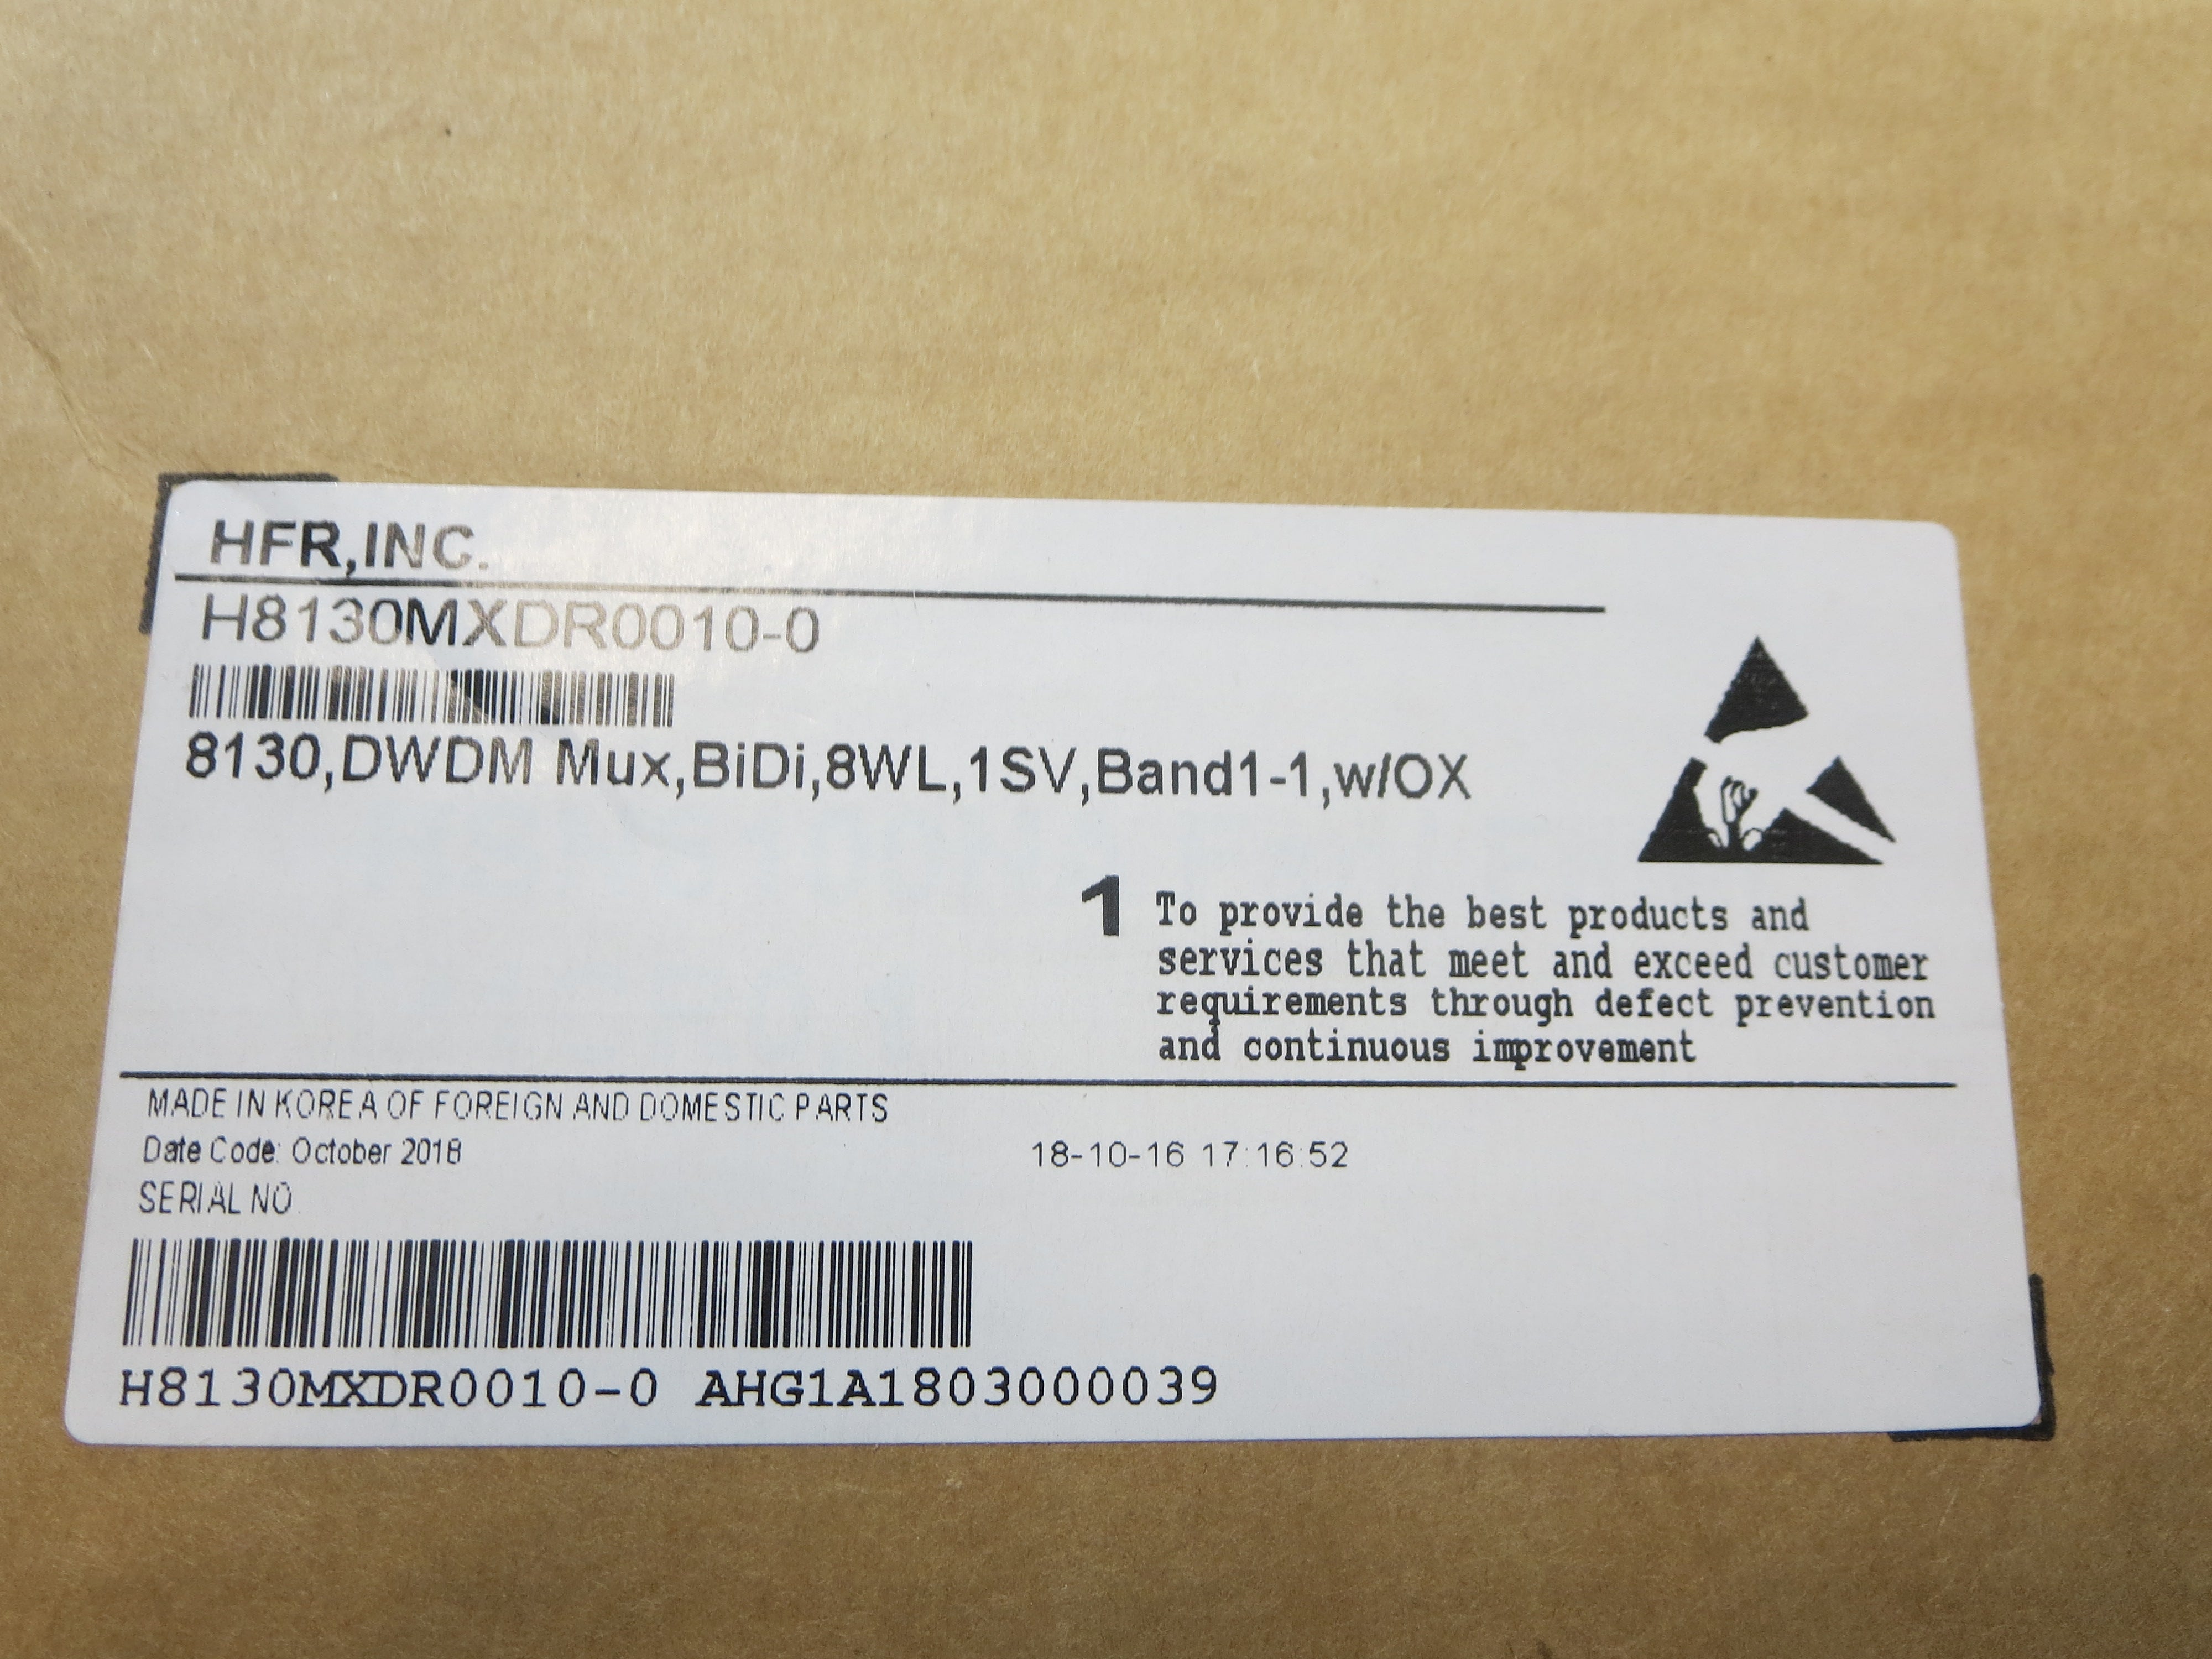 HFR,INC.
H8130MXDR0010-0
8130,DWDM Mux,BiDi,8WL,1SV,Band1-1,w/OX
1 To provide the best products and
services that meet and exceed customer
requirements through defect prevention
and continuous improvement
MADE IN KOREA OF FOREIGN AND DOMESTIC PARTS
Date Code: October 2018 18-10-16 17:16:52
SERIAL NO.
H8130MXDR0010-0 AHG1A1803000039